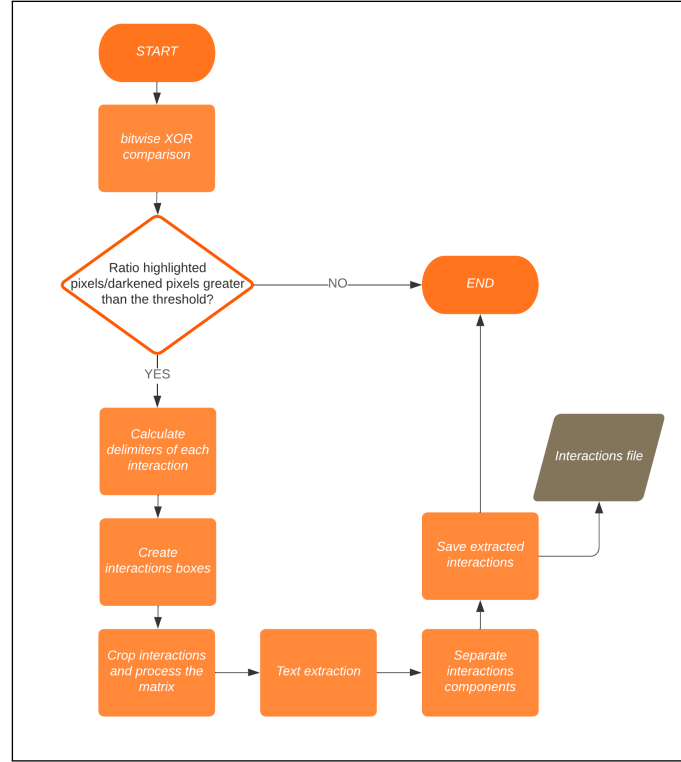 START
bitwise XOR
comparison
Ratio highlighted
pixels/darkened pixels greater
than the threshold?
NO
END
YES
Calculate
delimiters of each
interaction
Interactions file
Create
interactions boxes
Save extracted
interactions
Crop interactions
and process the
matrix
Text extraction
Separate
interactions
components